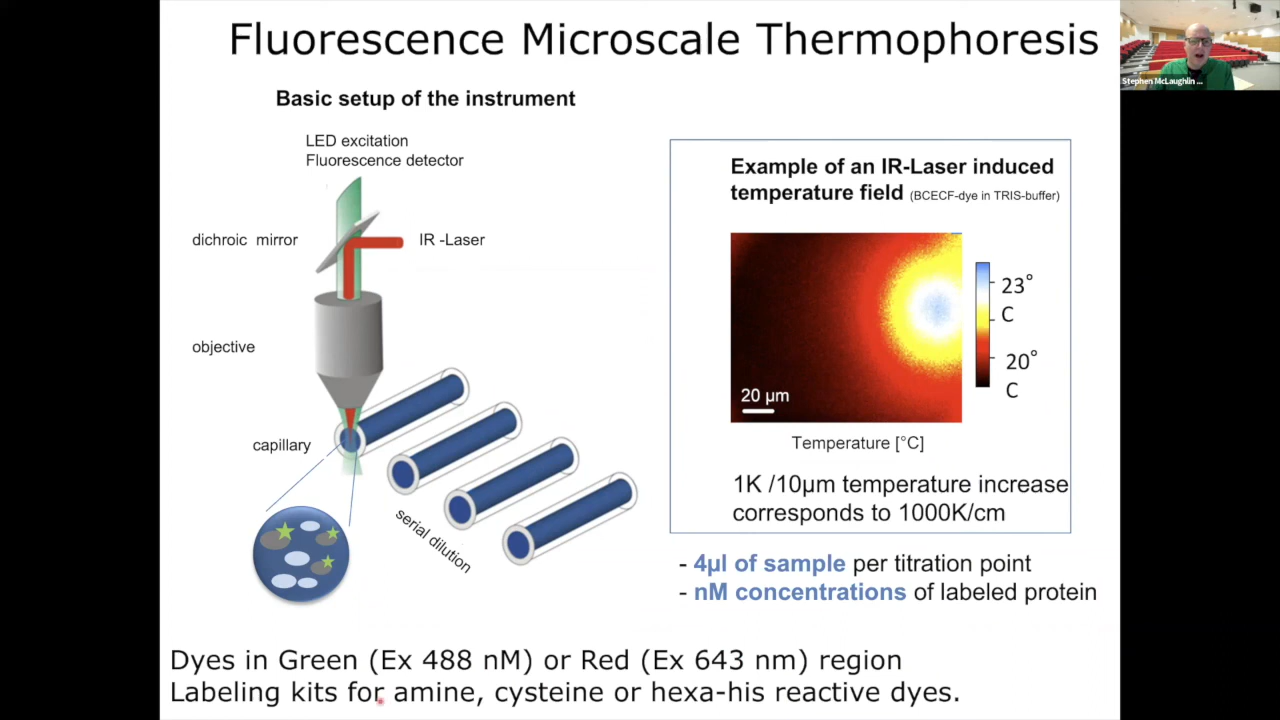 Fluorescence Microscale Thermophoresis
Stephen McLaughlin ...
Basic setup of the instrument
LED excitation
Fluorescence detector
dichroic mirror
IR -Laser
objective
capillary
serial dilution
Example of an IR-Laser induced
temperature field (BCECF-dye in TRIS-buffer)
23°
C
20°
C
20 µm
Temperature [°C]
1K /10µm temperature increase
corresponds to 1000K/cm
- 4µl of sample per titration point
- nM concentrations of labeled protein
Dyes in Green (Ex 488 nM) or Red (Ex 643 nm) region
Labeling kits for amine, cysteine or hexa-his reactive dyes.